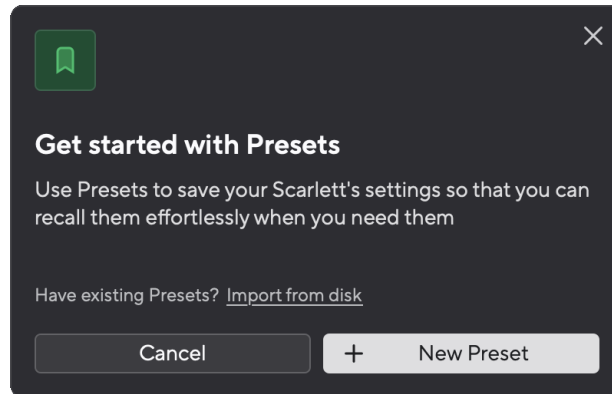 Get started with Presets
Use Presets to save your Scarlett's settings so that you can
recall them effortlessly when you need them
Have existing Presets? Import from disk
Cancel
+ New Preset